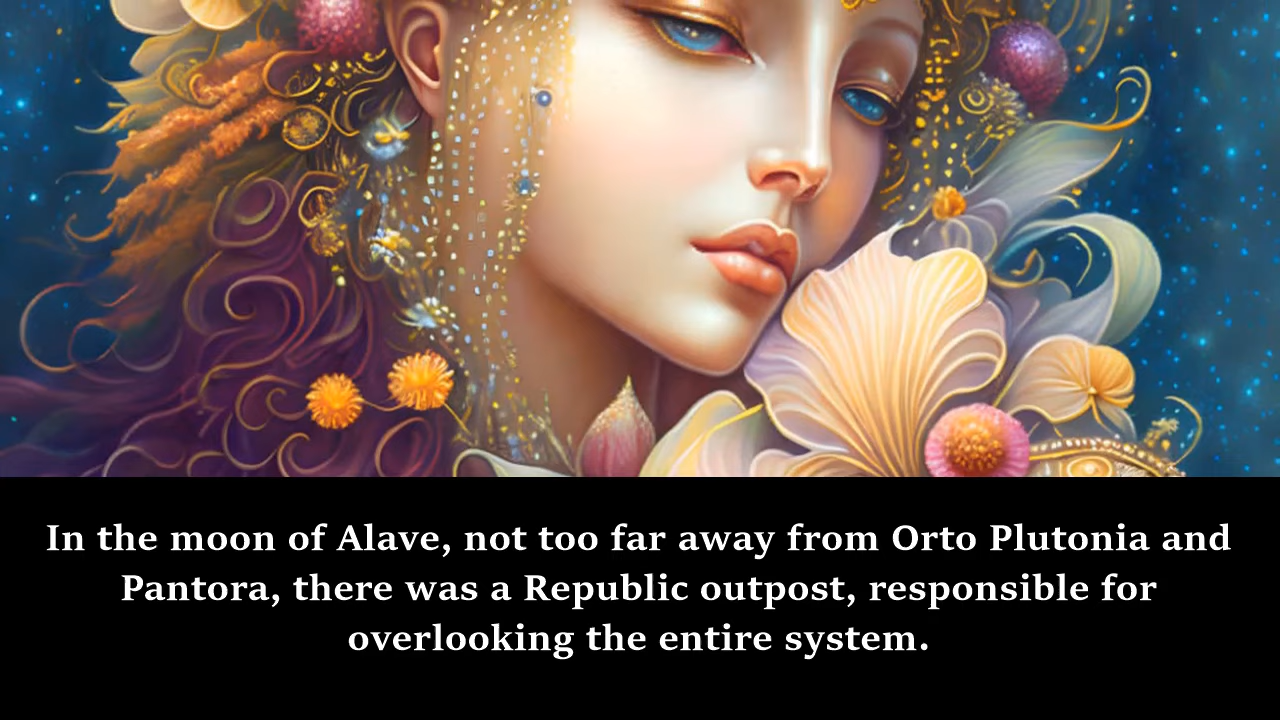 In the moon of Alave, not too far away from Orto Plutonia and
Pantora, there was a Republic outpost, responsible for
overlooking the entire system.